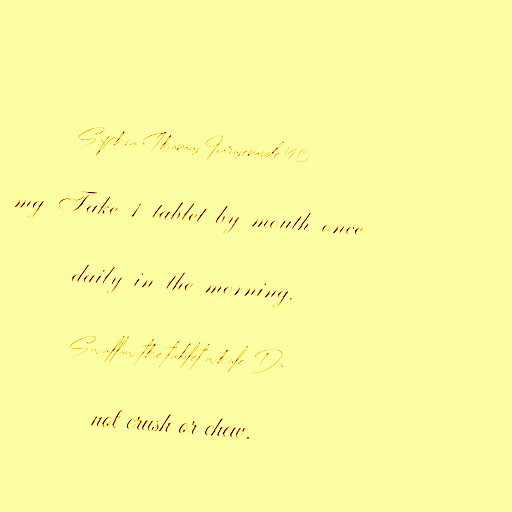 Sophia Thomas Furosemide 40
mg Take 1 tablet by mouth once
daily in the morning.
Swallow the tablet whole. Do
not crush or chew.